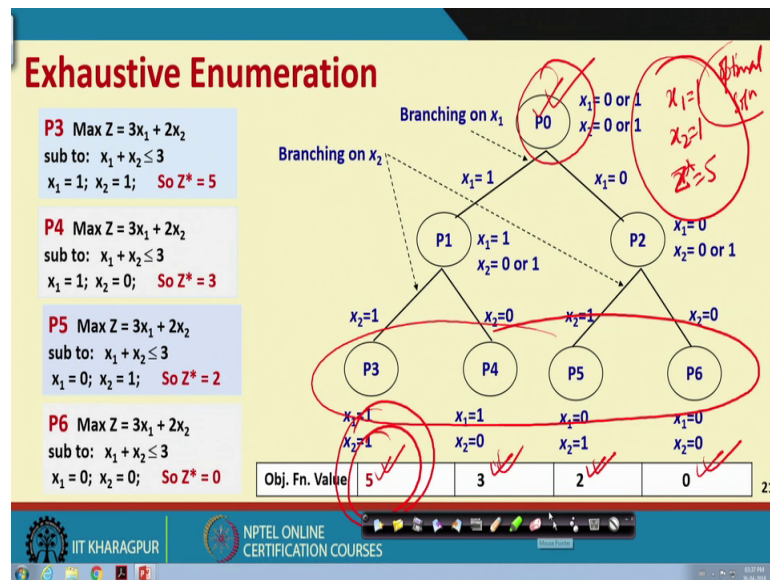 Exhaustive Enumeration
P3 Max Z = 3x₁ + 2x₂
sub to: x₁ + x₂ ≤ 3
x₁ = 1; x₂ = 1; So Z* = 5
P4 Max Z = 3x₁ + 2x₂
sub to: x₁ + x₂ ≤ 3
x₁ = 1; x₂ = 0; So Z* = 3
P5 Max Z = 3x₁ + 2x₂
sub to: x₁ + x₂ ≤ 3
x₁ = 0; x₂ = 1; So Z* = 2
P6 Max Z = 3x₁ + 2x₂
sub to: x₁ + x₂ ≤ 3
x₁ = 0; x₂ = 0; So Z* = 0
Branching on x₁
Branching on x₂
P0
x₁= 0 or 1
x₂= 0 or 1
x₁=1
x₂=1
Z*=5
optimal
x₁= 1
x₁= 0
P1
x₁= 1
x₂= 0 or 1
P2
x₁= 0
x₂= 0 or 1
x₂=1
x₂=0
x₂=1
x₂=0
P3
P4
P5
P6
x₁=1
x₂=1
x₁=1
x₂=0
x₁=0
x₂=1
x₁=0
x₂=0
Obj. Fn. Value 5 3 2 0
IIT KHARAGPUR
NPTEL ONLINE
CERTIFICATION COURSES
Mouse Pointer
03:37 PM